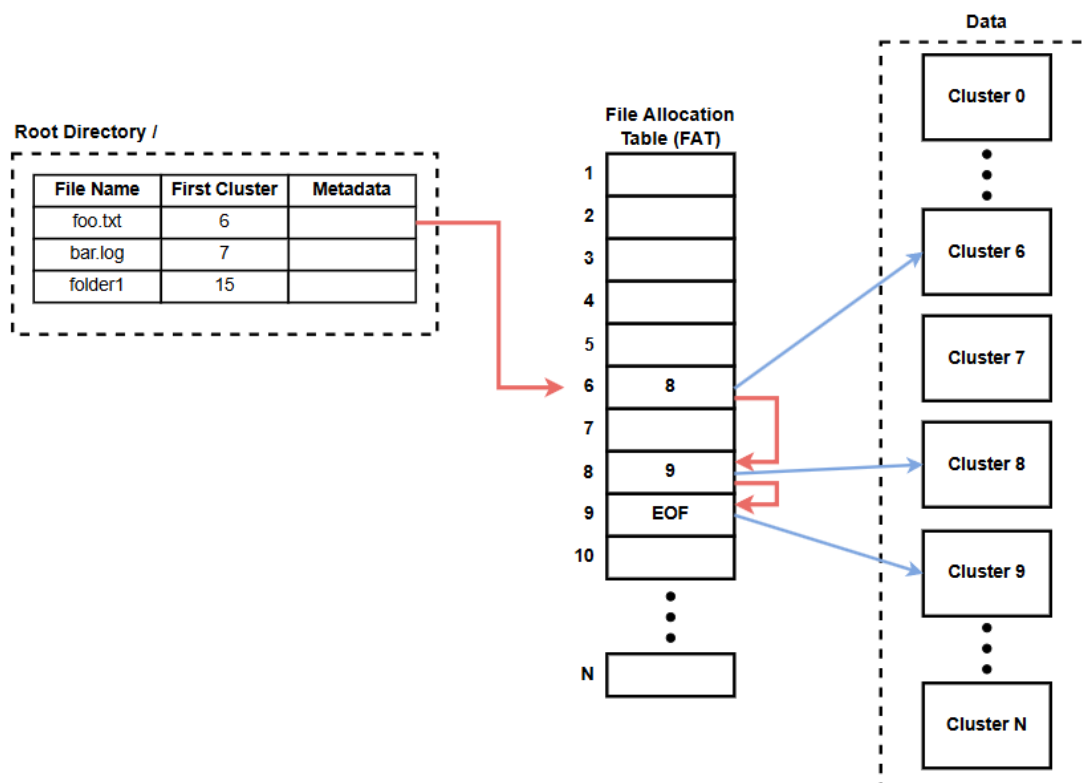 Data
Cluster 0
File Allocation
Table (FAT)
Root Directory /
File Name First Cluster Metadata
foo.txt 6
bar.log 7
folder1 15
1
2
3
4
5
6 8
7
8 9
9 EOF
10
N
Cluster 6
Cluster 7
Cluster 8
Cluster 9
Cluster N